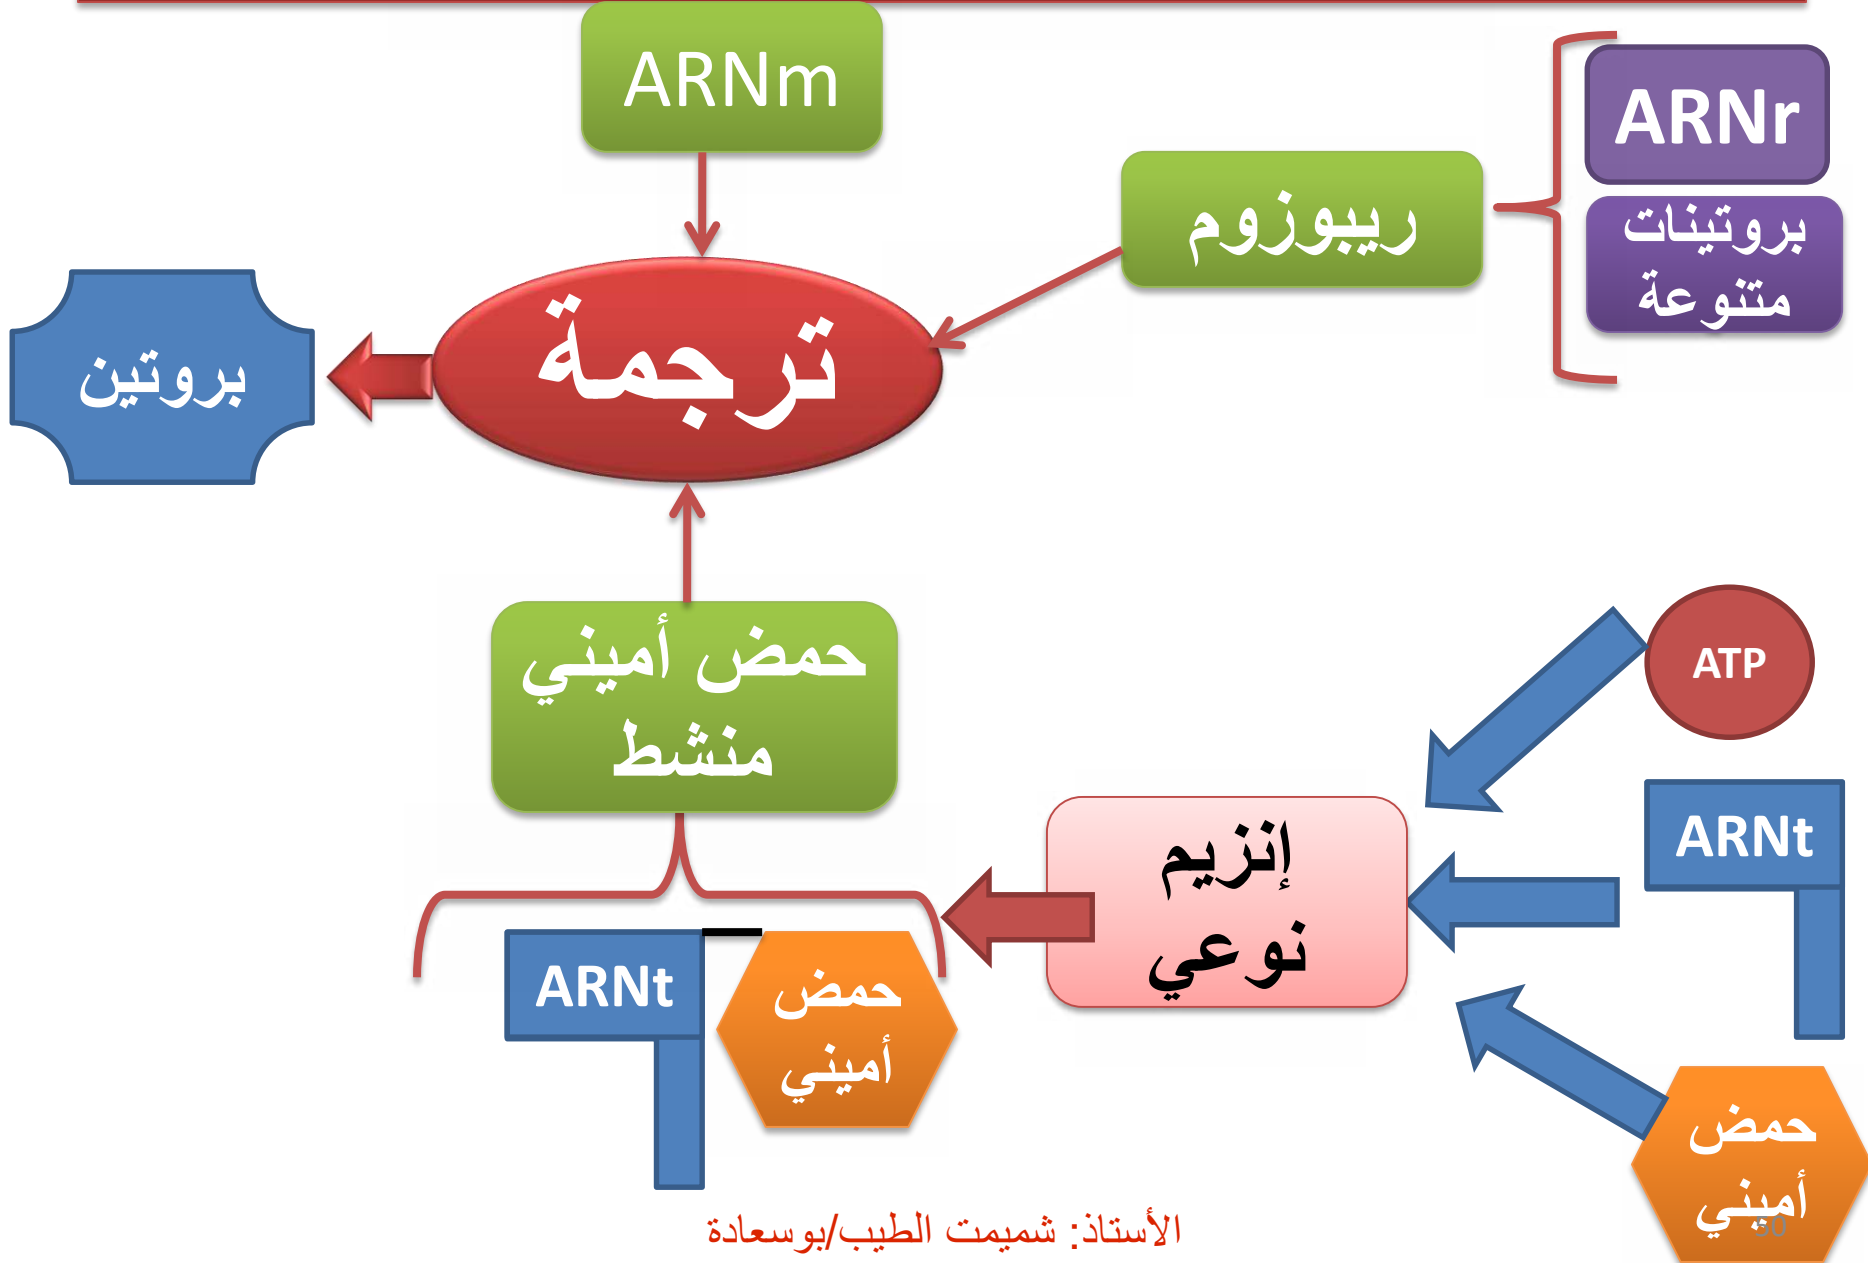 ARNm
ARNr
ريبوزوم
بروتينات
متنوعة
ترجمة
بروتين
حمض أميني
منشط
ATP
ARNt
إنزيم
نوعي
ARNt
حمض
أميني
حمض
أميني
50
الأستاذ: شميمت الطيب/بوسعادة